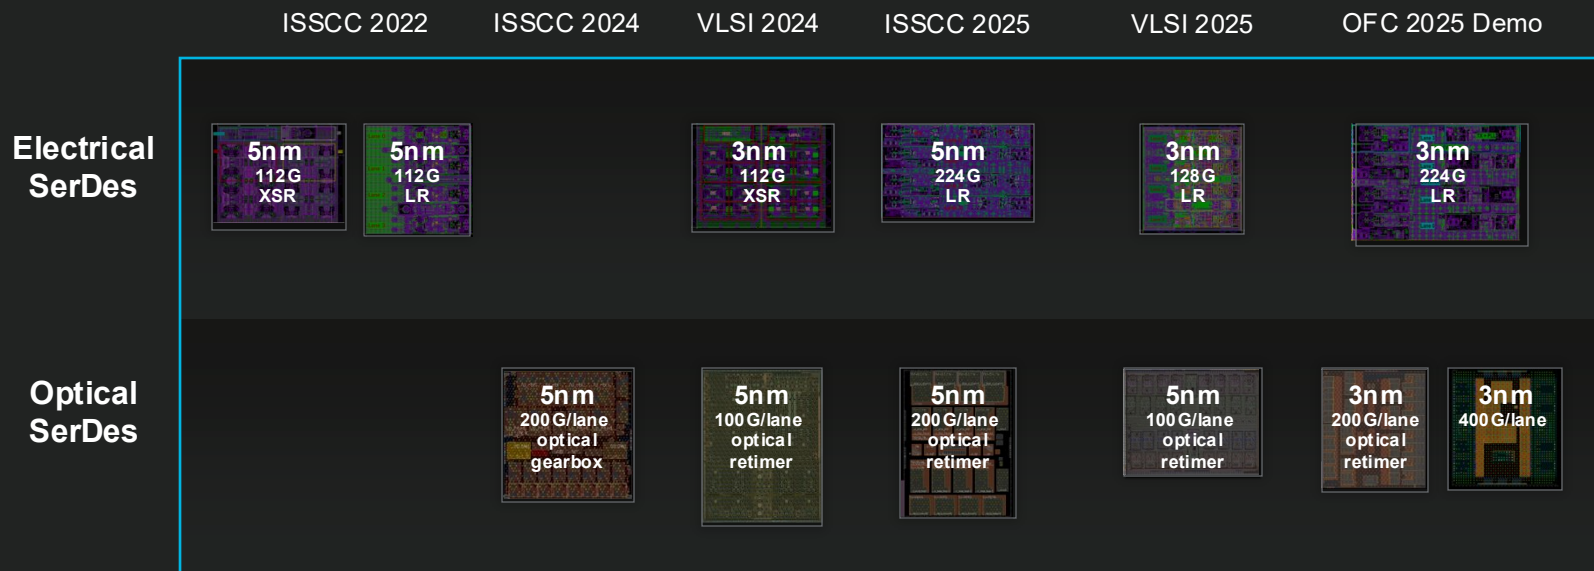 ISSCC 2022
ISSCC 2024
VLSI 2024
ISSCC 2025
VLSI 2025
OFC 2025 Demo
Electrical
SerDes
5nm
112G
XSR
5nm
112G
LR
3nm
112G
XSR
5nm
224G
LR
3nm
128G
LR
3nm
224G
LR
Optical
SerDes
5nm
200G/lane
optical
gearbox
5nm
100G/lane
optical
retimer
5nm
200G/lane
optical
retimer
5nm
100G/lane
optical
retimer
3nm
200G/lane
optical
retimer
3nm
400G/lane